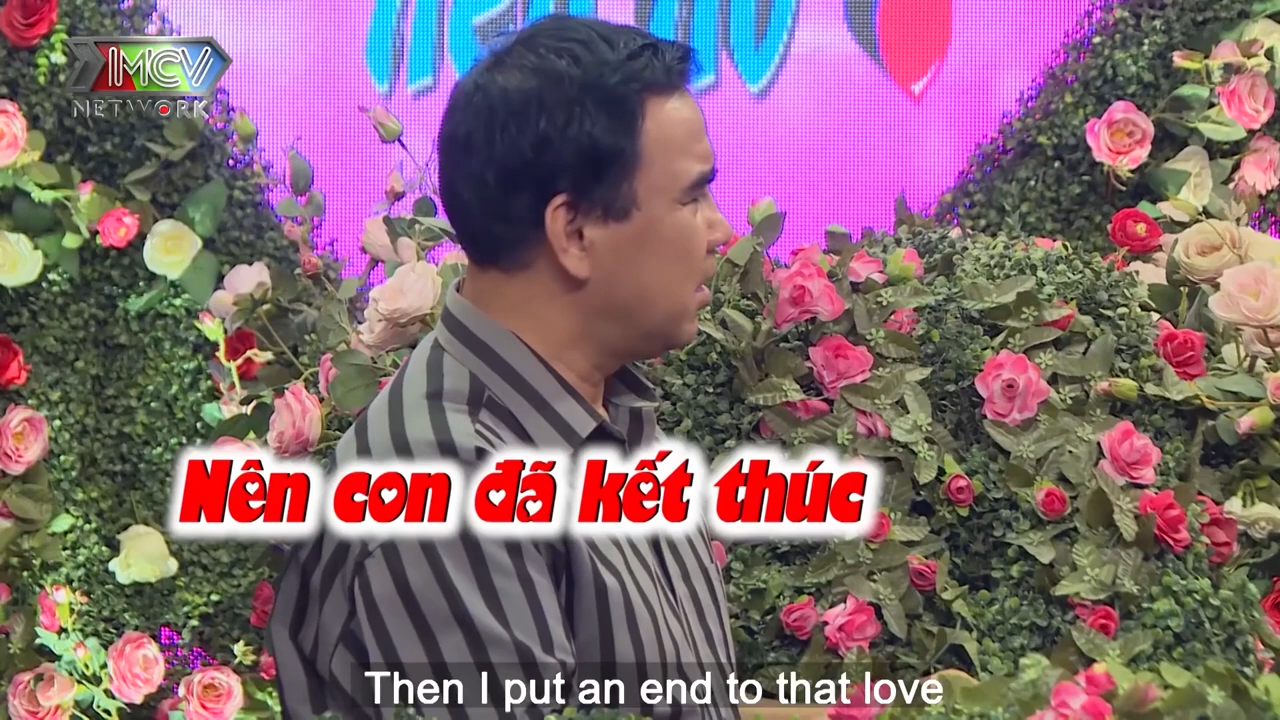 MCV
NETWORK
Nên con đã kết thúc
Then I put an end to that love